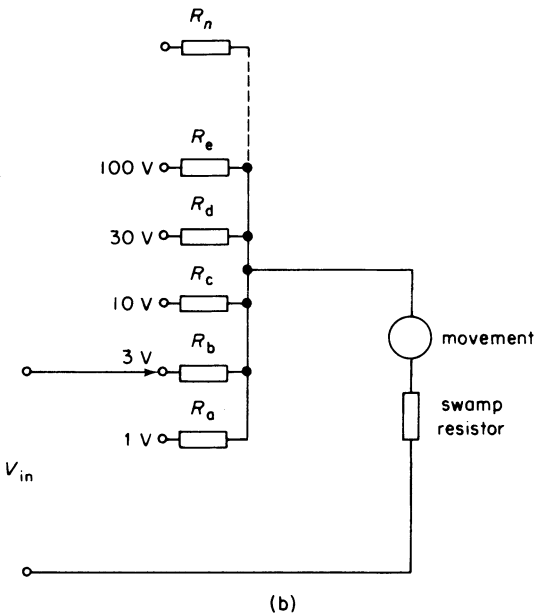 Rn
Re
100 V
Rd
30 V
Rc
10 V
movement
Rb
3 V
swamp
resistor
Ra
1 V
Vin
(b)